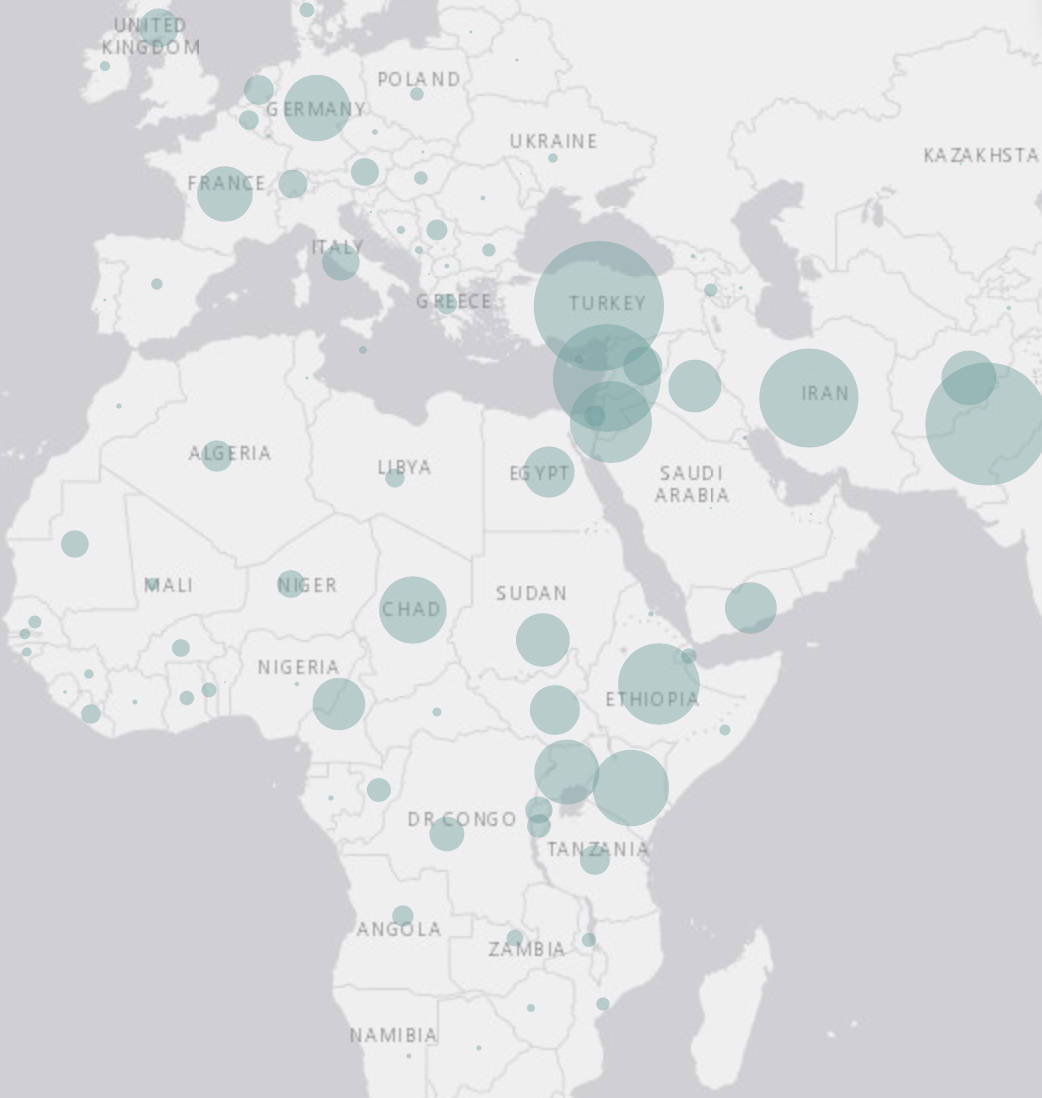 UNITED
KINGDOM
POLAND
GERMANY
UKRAINE
KAZAKHSTA
FRANCE
ITALY
GREECE
TURKEY
IRAN
ALGERIA
LIBYA
EGYPT
SAUDI
ARABIA
MALI
NIGER
CHAD
SUDAN
NIGERIA
ETHIOPIA
DR CONGO
TANZANIA
ANGOLA
ZAMBIA
NAMIBIA